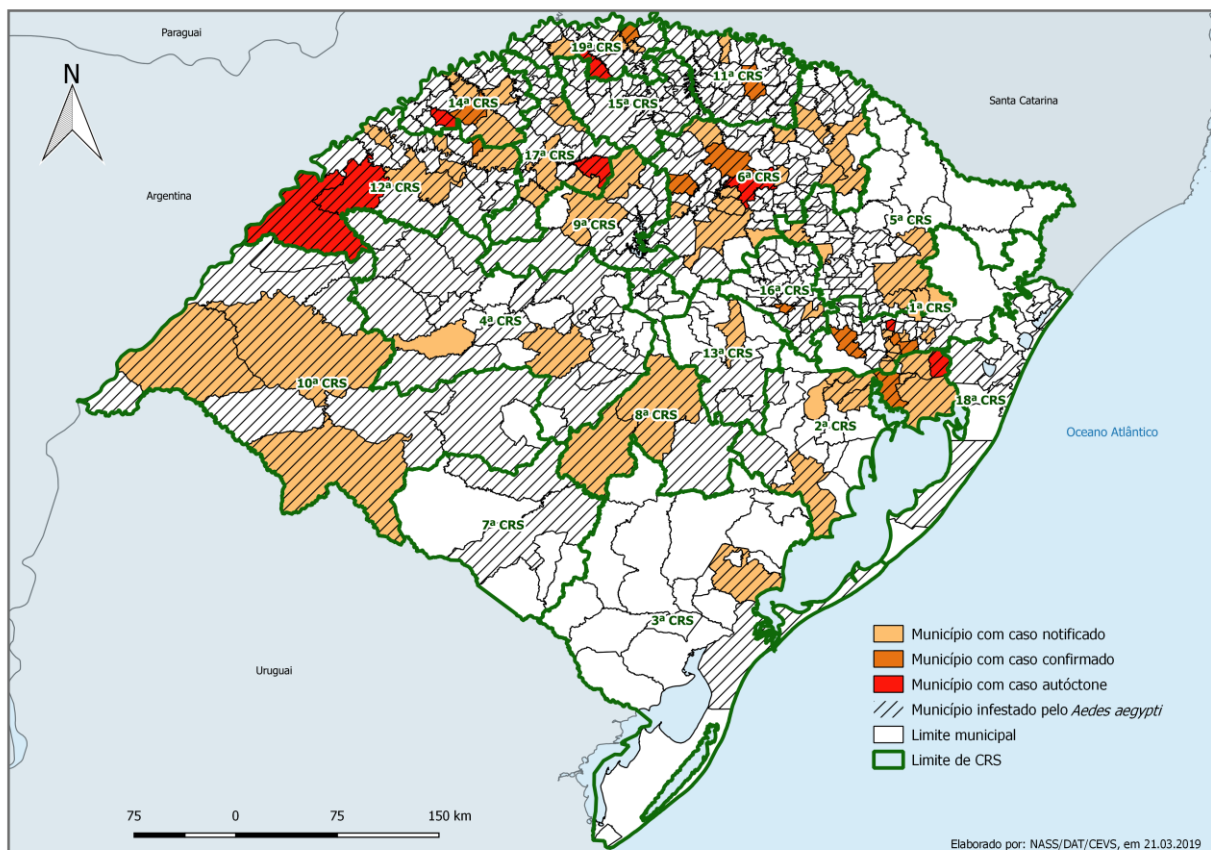 Paraguai
N
Santa Catarina
Argentina
19ª CRS
11ª CRS
14ª CRS
15ª CRS
17ª CRS
6ª CRS
12ª CRS
9ª CRS
5ª CRS
16ª CRS
1ª CRS
4ª CRS
13ª CRS
10ª CRS
18ª CRS
8ª CRS
2ª CRS
Oceano Atlântico
7ª CRS
3ª CRS
Uruguai
Município com caso notificado
Município com caso confirmado
Município com caso autóctone
Município infestado pelo Aedes aegypti
Limite municipal
Limite de CRS
75 0 75 150 km
Elaborado por: NASS/DAT/CEVS, em 21.03.2019